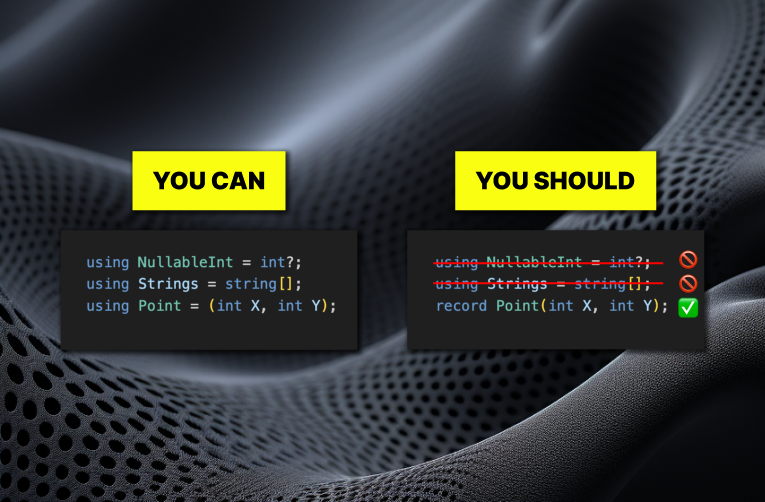 YOU CAN
using NullableInt = int?;
using Strings = string[];
using Point = (int X, int Y);
YOU SHOULD
using NullableInt = int?;
using Strings = string[];
record Point(int X, int Y);